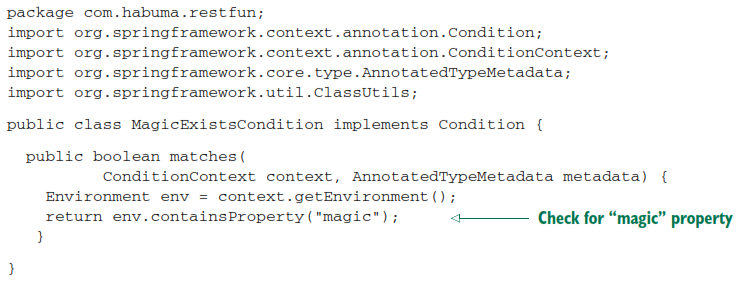 package com.habuma.restfun;
import org.springframework.context.annotation.Condition;
import org.springframework.context.annotation.ConditionContext;
import org.springframework.core.type.AnnotatedTypeMetadata;
import org.springframework.util.ClassUtils;
public class MagicExistsCondition implements Condition {
public boolean matches(
ConditionContext context, AnnotatedTypeMetadata metadata) {
Environment env = context.getEnvironment();
return env.containsProperty("magic"); Check for “magic” property
}
}